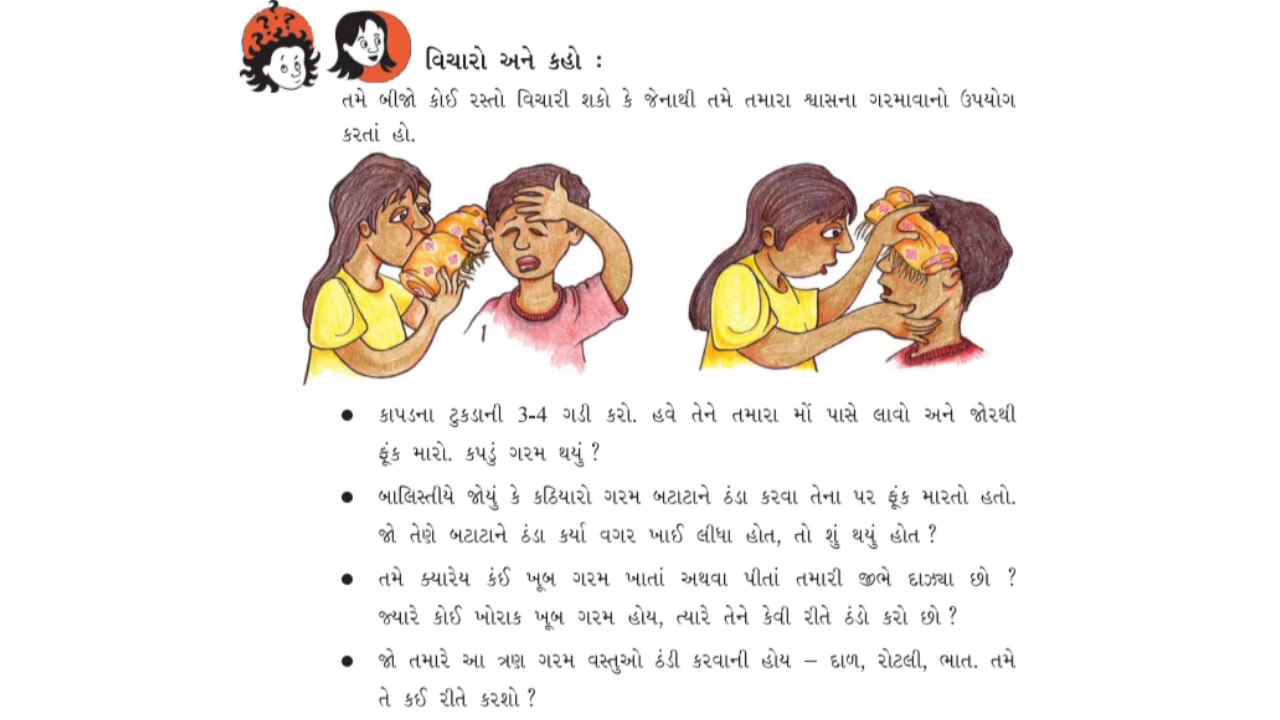 વિચારો અને કહો :
તમે બીજો કોઈ રસ્તો વિચારી શકો કે જેનાથી તમે તમારા શ્વાસના ગરમાવાનો ઉપયોગ
કરતાં હો.
● કાપડના ટુકડાની 3-4 ગડી કરો. હવે તેને તમારા મોં પાસે લાવો અને જોરથી
ફૂંક મારો. કપડું ગરમ થયું ?
● બાલિસ્તીયે જોયું કે કઠિયારો ગરમ બટાટાને ઠંડા કરવા તેના પર ફૂંક મારતો હતો.
જો તેણે બટાટાને ઠંડા કર્યા વગર ખાઈ લીધા હોત, તો શું થયું હોત ?
● તમે ક્યારેય કંઈ ખૂબ ગરમ ખાતાં અથવા પીતાં તમારી જીભે દાઝ્યા છો ?
જ્યારે કોઈ ખોરાક ખૂબ ગરમ હોય, ત્યારે તેને કેવી રીતે ઠંડો કરો છો ?
● જો તમારે આ ત્રણ ગરમ વસ્તુઓ ઠંડી કરવાની હોય – દાળ, રોટલી, ભાત. તમે
તે કઈ રીતે કરશો ?